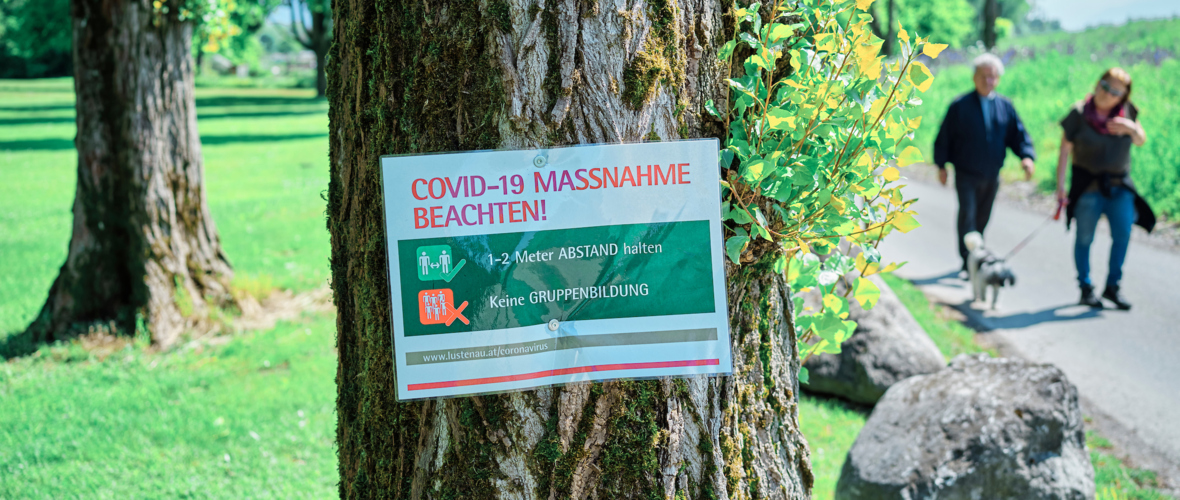 COVID-19 MASSNAHME
BEACHTEN!
1-2 Meter ABSTAND halten
Keine GRUPPENBILDUNG
www.lustenau.at/coronavirus